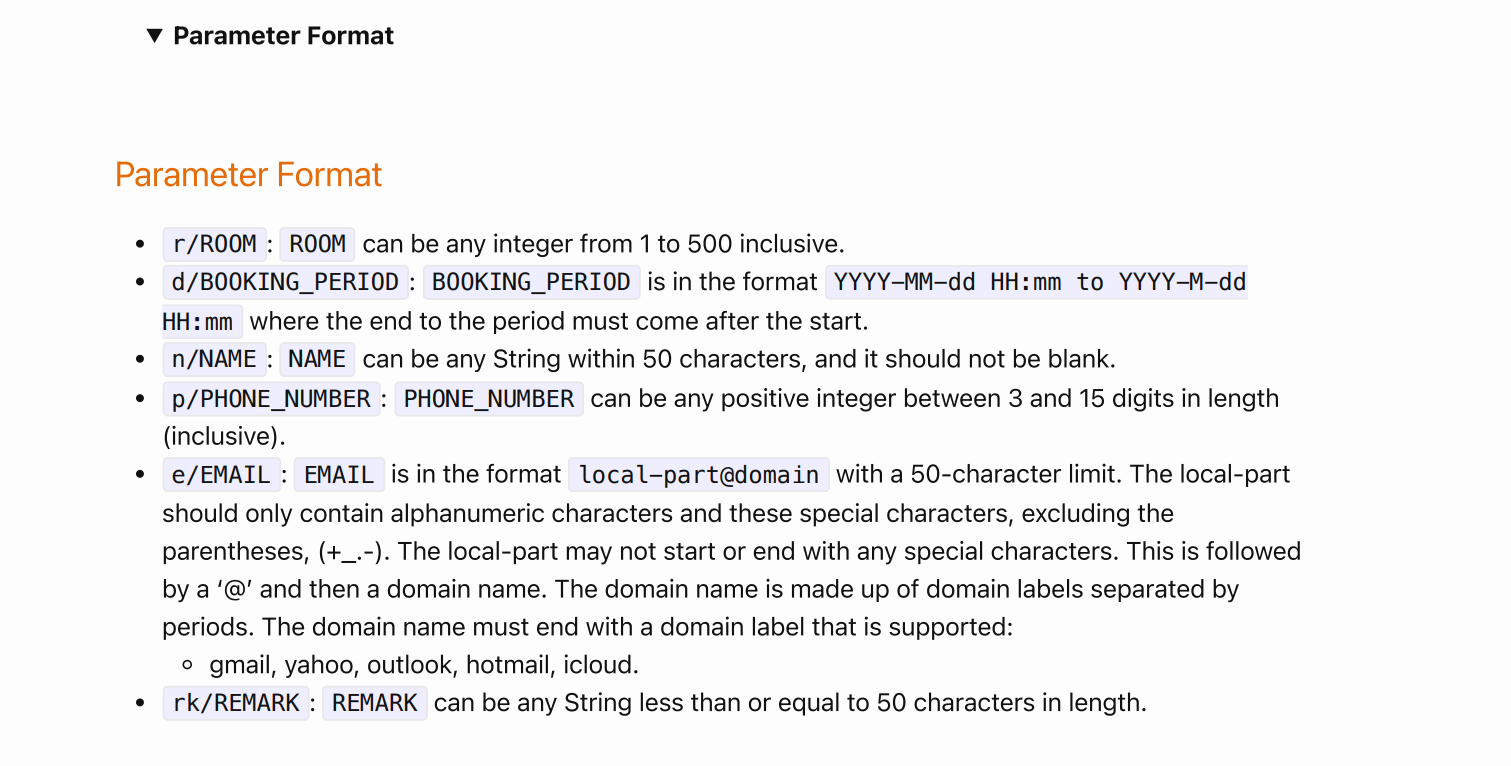 ▼ Parameter Format
Parameter Format
• r/ROOM : ROOM can be any integer from 1 to 500 inclusive.
• d/BOOKING_PERIOD : BOOKING_PERIOD is in the format YYYY-MM-dd HH:mm to YYYY-M-dd
HH:mm where the end to the period must come after the start.
• n/NAME : NAME can be any String within 50 characters, and it should not be blank.
• p/PHONE_NUMBER : PHONE_NUMBER can be any positive integer between 3 and 15 digits in length
(inclusive).
• e/EMAIL : EMAIL is in the format local-part@domain with a 50-character limit. The local-part
should only contain alphanumeric characters and these special characters, excluding the
parentheses, (+_.-). The local-part may not start or end with any special characters. This is followed
by a ‘@’ and then a domain name. The domain name is made up of domain labels separated by
periods. The domain name must end with a domain label that is supported:
◦ gmail, yahoo, outlook, hotmail, icloud.
• rk/REMARK : REMARK can be any String less than or equal to 50 characters in length.